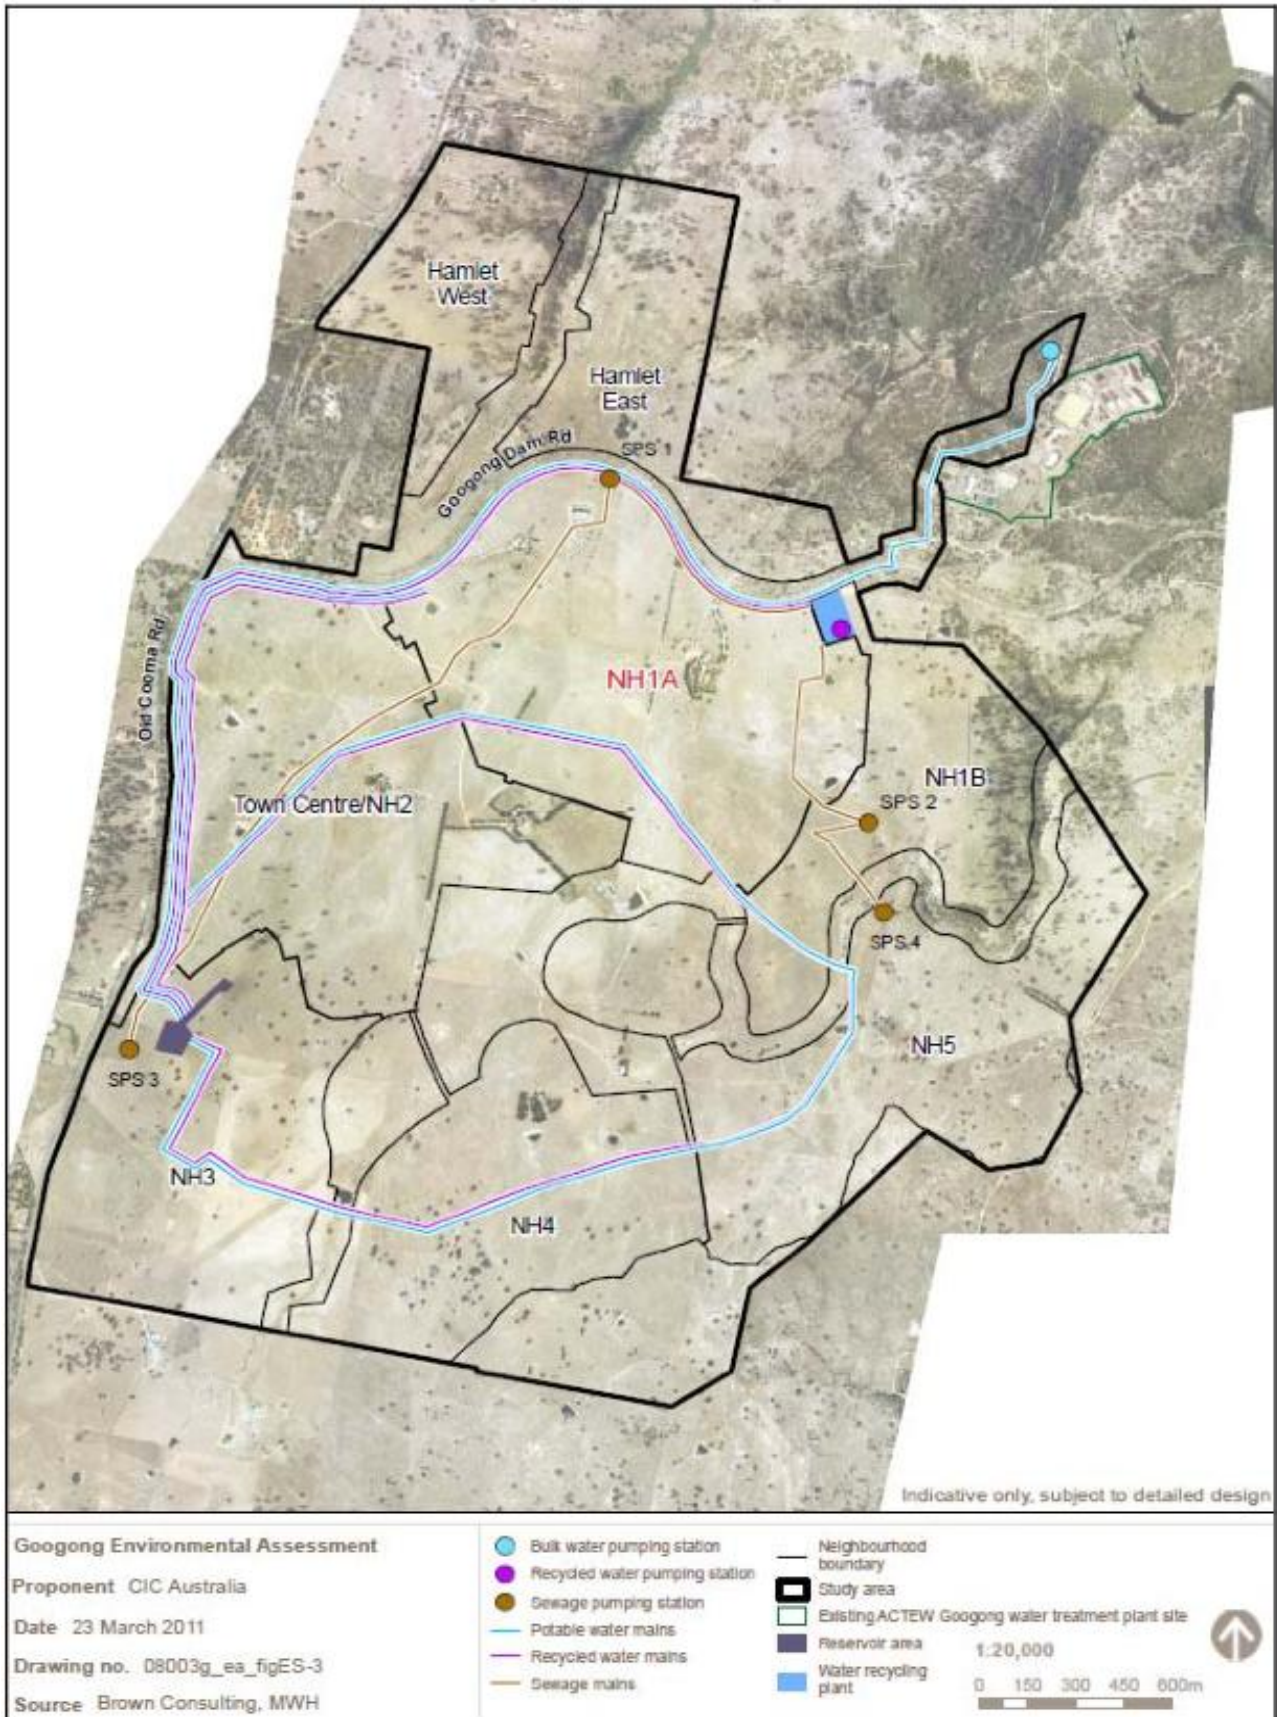 Hamlet
West
Hamlet
East
Googong Dam Rd
SPS 1
Old Cooma Rd
NH1A
NH1B
Town Centre/NH2
SPS 2
SPS 4
NH5
SPS 3
NH3
NH4
Indicative only, subject to detailed design
Googong Environmental Assessment
Proponent CIC Australia
Date 23 March 2011
Drawing no. 08003g_ea_figES-3
Source Brown Consulting, MWH
Bulk water pumping station
Recycled water pumping station
Sewage pumping station
Potable water mains
Recycled water mains
Sewage mains
Neighbourhood
boundary
Study area
Existing ACTEW Googong water treatment plant site
Reservoir area
Water recycling
plant
1:20,000
0 150 300 450 600m